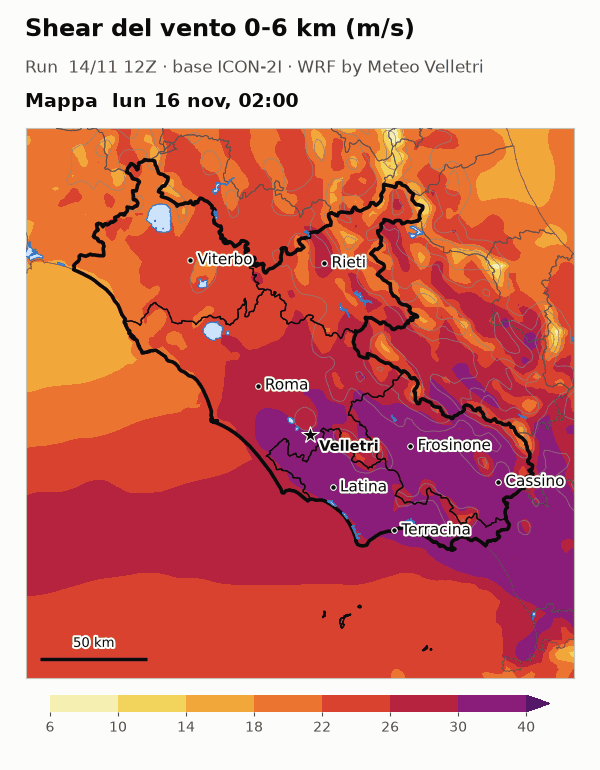 Shear del vento 0-6 km (m/s)
Run  14/11 12Z · base ICON-2I · WRF by Meteo Velletri
Mappa  lun 16 nov, 02:00
Viterbo
Rieti
Roma
Velletri
Frosinone
Latina
Cassino
Terracina
50 km
6 10 14 18 22 26 30 40